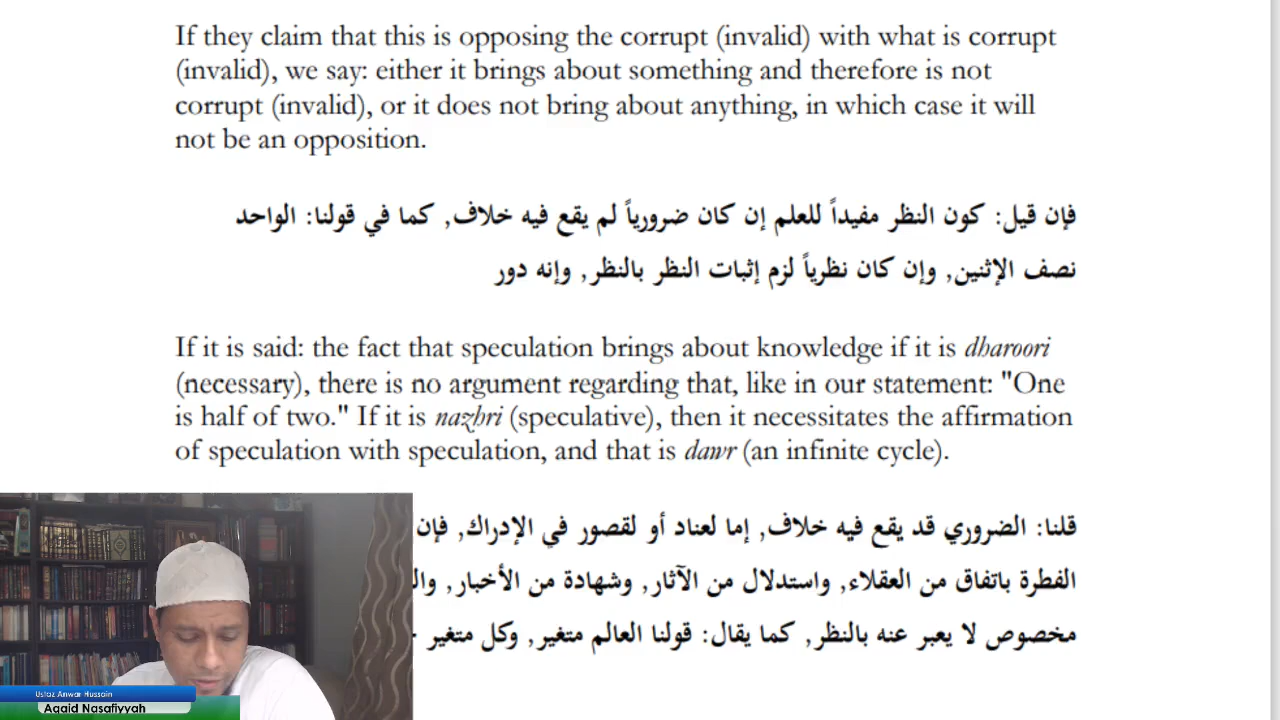 If they claim that this is opposing the corrupt (invalid) with what is corrupt
(invalid), we say: either it brings about something and therefore is not
corrupt (invalid), or it does not bring about anything, in which case it will
not be an opposition.
فإن قيل: كون النظر مفيداً للعلم إن كان ضرورياً لم يقع فيه خلاف, كما في قولنا: الواحد
نصف الإثنين, وإن كان نظرياً لزم إثبات النظر بالنظر, وإنه دور
If it is said: the fact that speculation brings about knowledge if it is dharoori
(necessary), there is no argument regarding that, like in our statement: "One
is half of two." If it is nazhri (speculative), then it necessitates the affirmation
of speculation with speculation, and that is dawr (an infinite cycle).
قلنا: الضروري قد يقع فيه خلاف, إما لعناد أو لقصور في الإدراك, فإن
الفطرة باتفاق من العقلاء, واستدلال من الآثار, وشهادة من الأخبار,
مخصوص لا يعبر عنه بالنظر, كما يقال: قولنا العالم متغير, وكل متغير
Ustaz Anwar Hussain
Aqaid Nasafiyyah